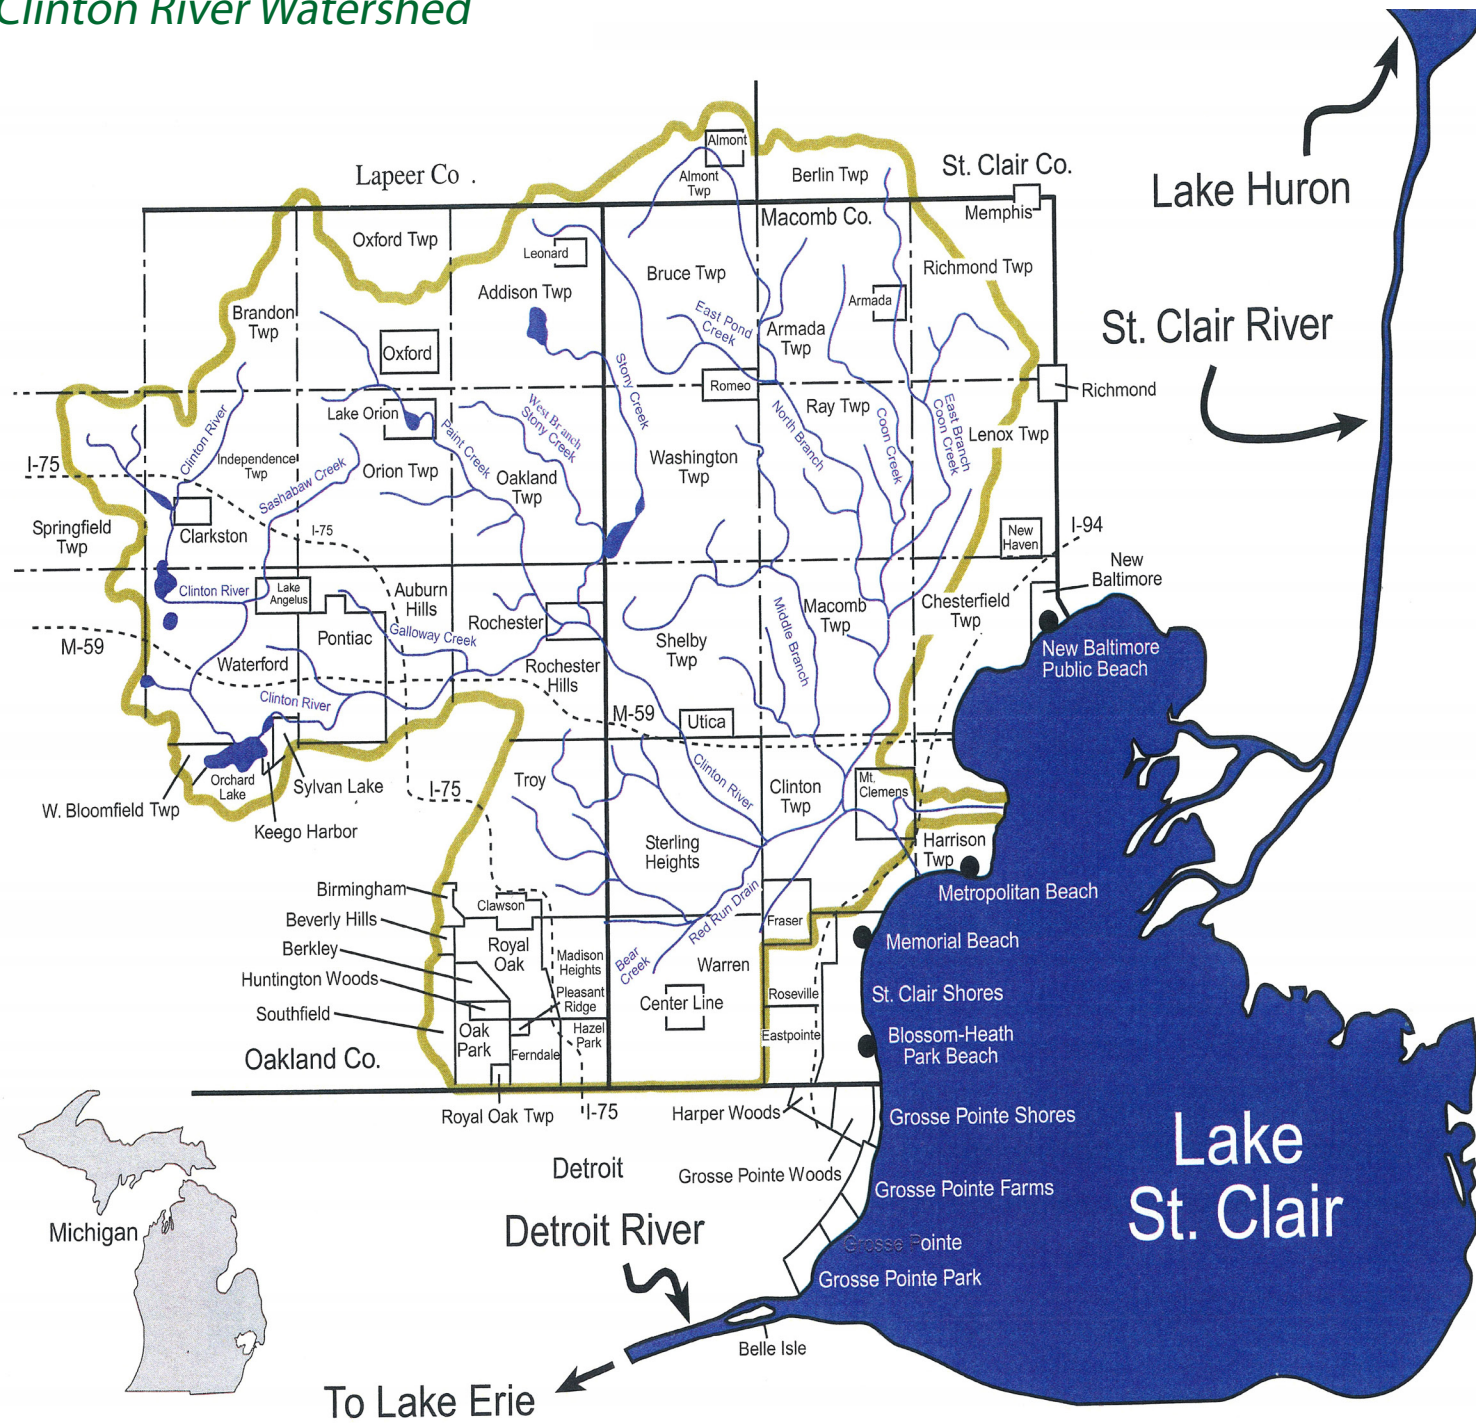 Clinton River Watershed
Lake Huron
St. Clair River
Lapeer Co .
St. Clair Co.
Almont
Almont
Twp
Berlin Twp
Memphis
Macomb Co.
Oxford Twp
Leonard
Addison Twp
Bruce Twp
Richmond Twp
Brandon
Twp
Oxford
East Pond
Creek
Armada
Armada
Twp
Stony Creek
Romeo
Richmond
Lake Orion
West Branch
Stony Creek
Ray Twp
North Branch
Coon Creek
East Branch
Coon Creek
Lenox Twp
Clinton River
Paint Creek
Independence
Twp
Sashabaw Creek
Orion Twp
Oakland
Twp
Washington
Twp
I-75
Springfield
Twp
Clarkston
I-75
New
Haven
I-94
New
Baltimore
Clinton River
Lake
Angelus
Auburn
Hills
Rochester
Macomb
Twp
Chesterfield
Twp
M-59
Pontiac
Galloway Creek
Shelby
Twp
Middle Branch
New Baltimore
Public Beach
Waterford
Rochester
Hills
Clinton River
M-59
Utica
Orchard
Lake
Sylvan Lake
W. Bloomfield Twp
Keego Harbor
I-75
Troy
Clinton River
Clinton
Twp
Mt.
Clemens
Sterling
Heights
Harrison
Twp
Metropolitan Beach
Birmingham
Beverly Hills
Berkley
Huntington Woods
Southfield
Clawson
Royal
Oak
Madison
Heights
Bear
Creek
Red Run Drain
Fraser
Memorial Beach
Warren
Pleasant
Ridge
Center Line
Roseville
St. Clair Shores
Oak
Park
Ferndale
Hazel
Park
Eastpointe
Blossom-Heath
Park Beach
Oakland Co.
Royal Oak Twp
I-75
Harper Woods
Grosse Pointe Shores
Lake
St. Clair
Detroit
Grosse Pointe Woods
Grosse Pointe Farms
Michigan
Detroit River
Grosse Pointe
Grosse Pointe Park
Belle Isle
To Lake Erie